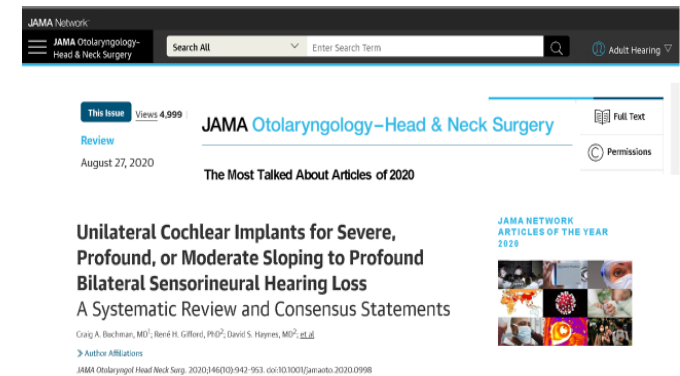 JAMA Network
JAMA Otolaryngology–
Head & Neck Surgery
Search All
Enter Search Term
Adult Hearing
This Issue
Views 4,999
Full Text
JAMA Otolaryngology–Head & Neck Surgery
Review
Permissions
August 27, 2020
The Most Talked About Articles of 2020
Unilateral Cochlear Implants for Severe,
Profound, or Moderate Sloping to Profound
Bilateral Sensorineural Hearing Loss
A Systematic Review and Consensus Statements
JAMA NETWORK
ARTICLES OF THE YEAR
2020
Craig A. Buchman, MD1; René H. Gifford, PhD2; David S. Haynes, MD2; et al
Author Affiliations
JAMA Otolaryngol Head Neck Surg. 2020;146(10):942-953. doi:10.1001/jamaoto.2020.0998